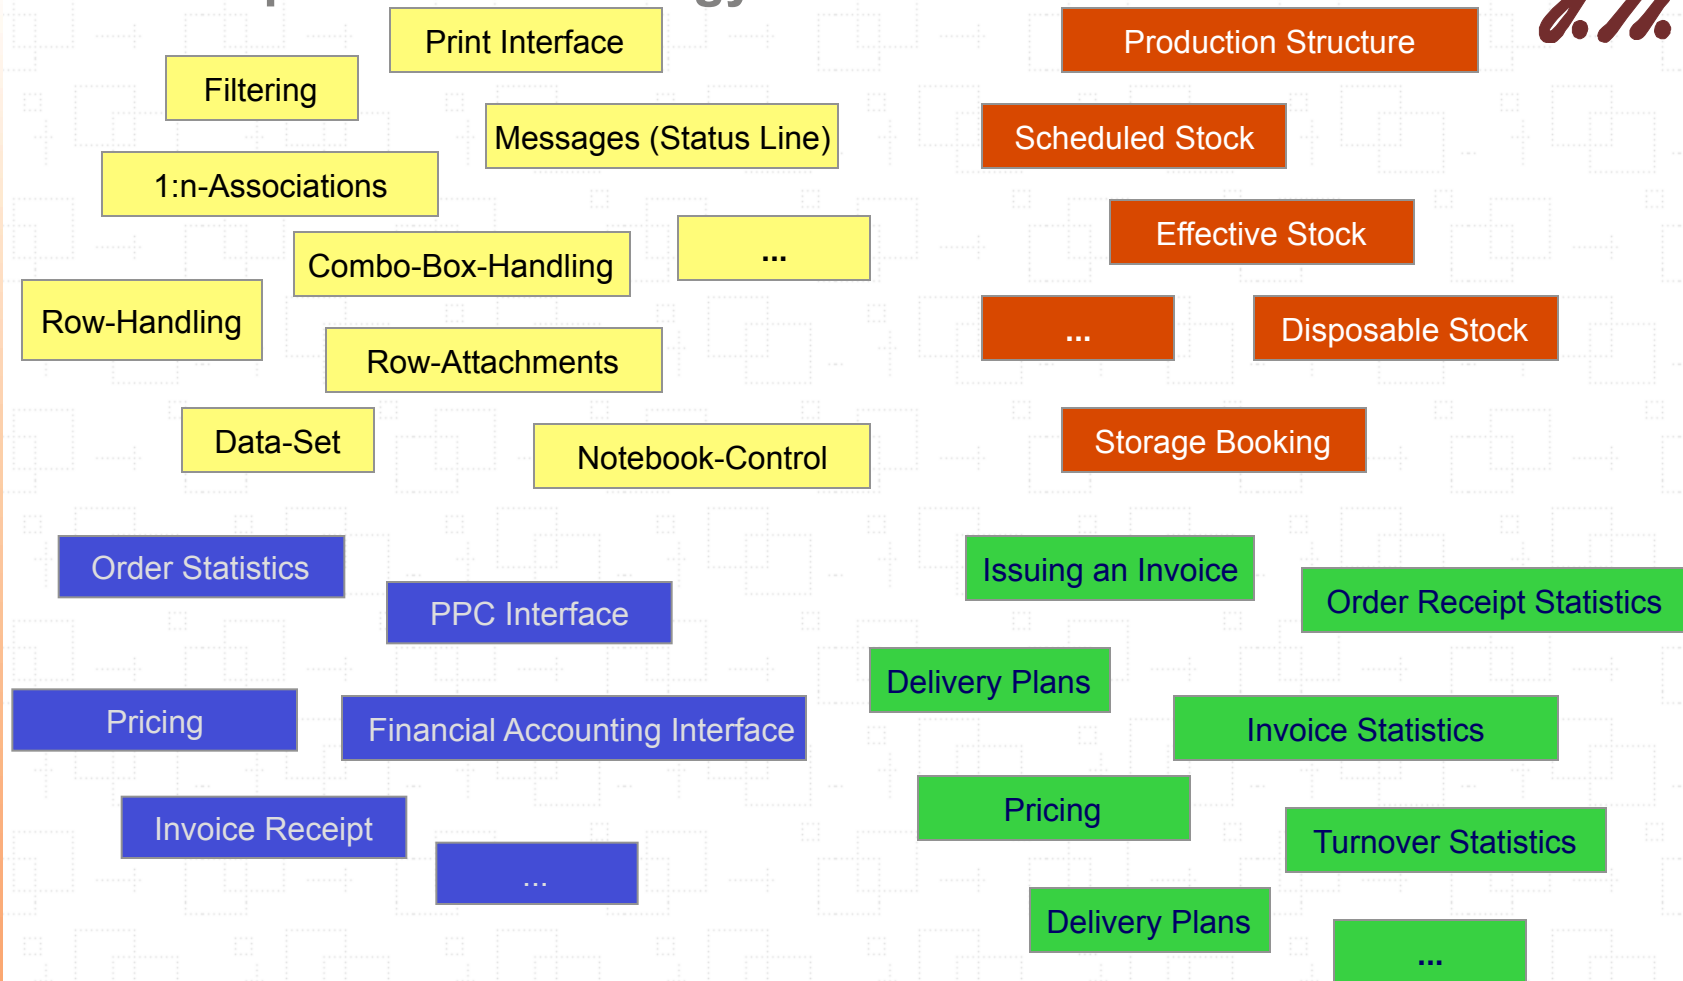 Print Interface
Filtering
Messages (Status Line)
1:n-Associations
...
Combo-Box-Handling
Row-Handling
Row-Attachments
Data-Set
Notebook-Control
Production Structure
Scheduled Stock
Effective Stock
...
Disposable Stock
Storage Booking
Order Statistics
PPC Interface
Pricing
Financial Accounting Interface
Invoice Receipt
...
Issuing an Invoice
Order Receipt Statistics
Delivery Plans
Invoice Statistics
Pricing
Turnover Statistics
Delivery Plans
...